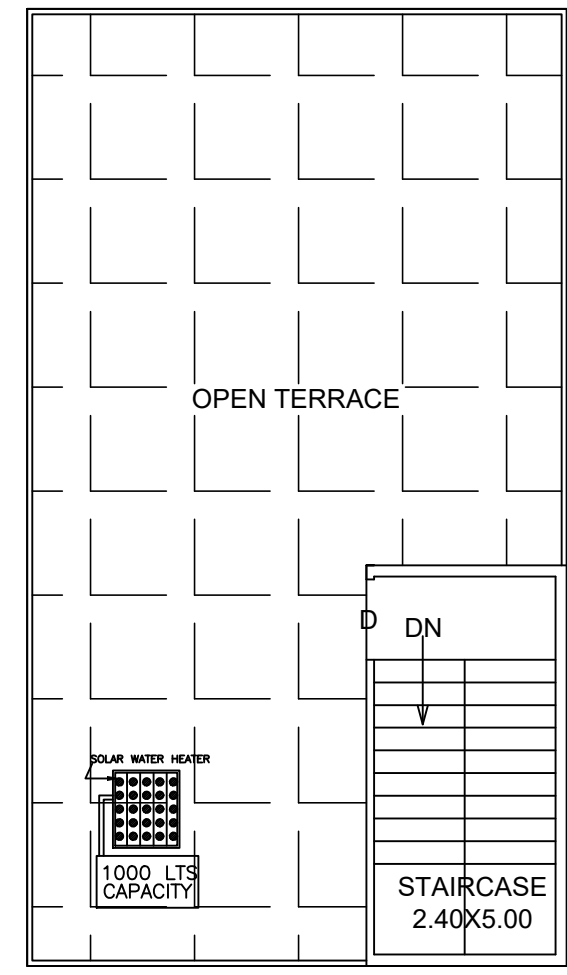 OPEN TERRACE
D
DN
SOLAR WATER HEATER
1000 LTS
CAPACITY
STAIRCASE
2.40X5.00